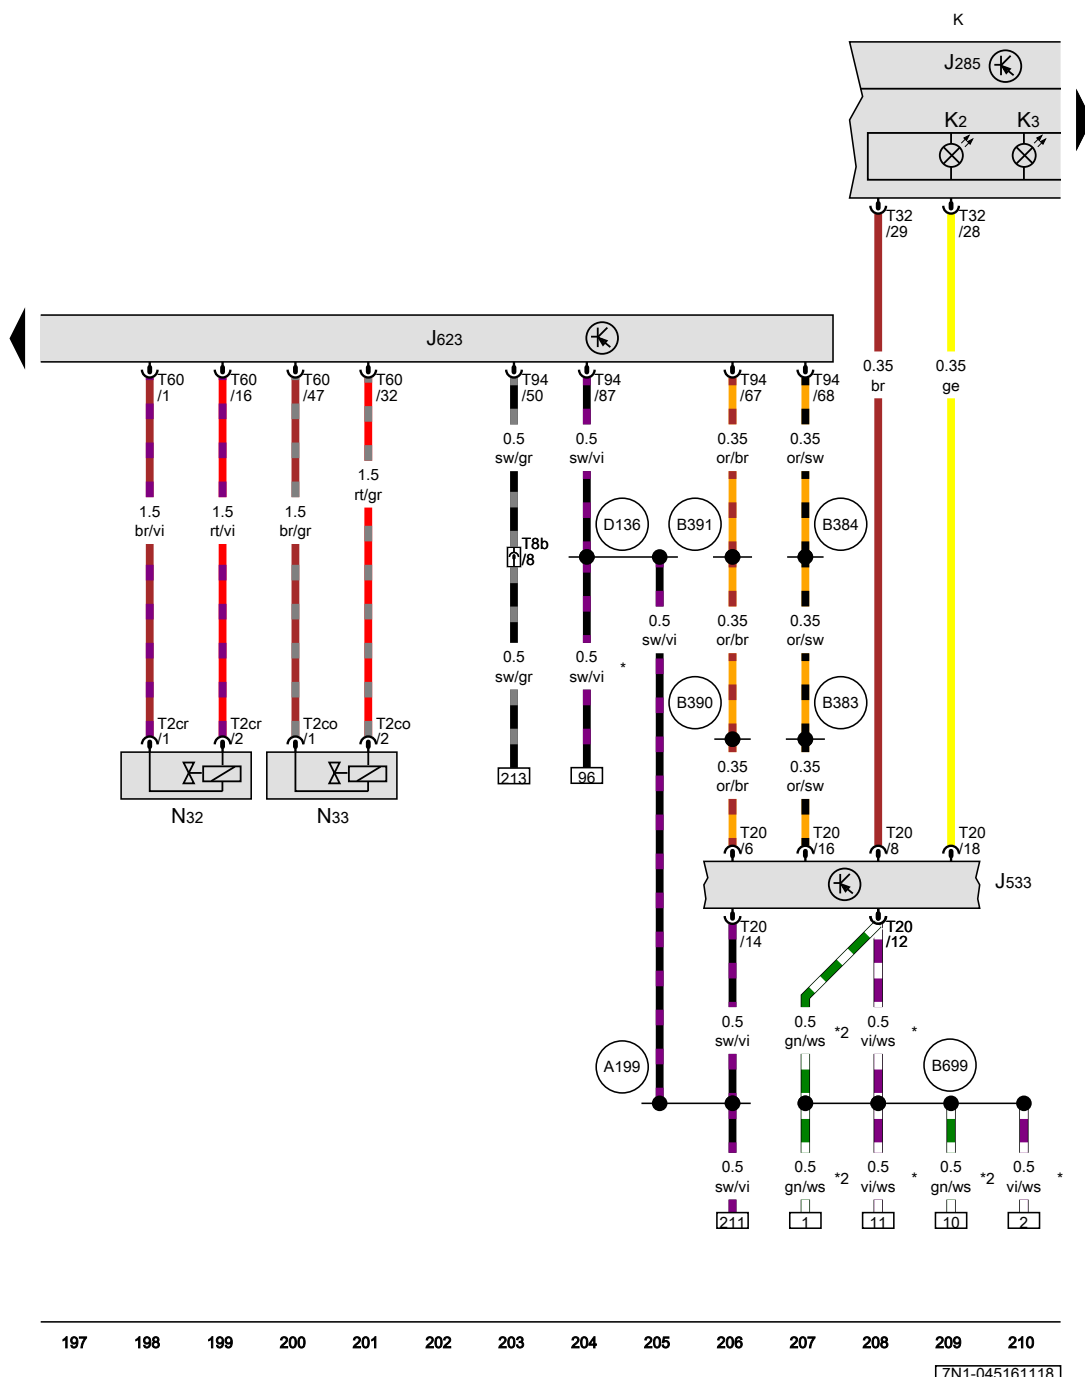 K
J285
K2 K3
T32 /29
T32 /28
J623
T60 /1
T60 /16
T60 /47
T60 /32
T94 /50
T94 /87
T94 /67
T94 /68
0.35 br
0.35 ge
0.5 sw/gr
0.5 sw/vi
0.35 or/br
0.35 or/sw
1.5 rt/gr
1.5 br/vi
1.5 rt/vi
1.5 br/gr
D136
B391
B384
T8b /8
0.5 sw/vi
0.35 or/br
0.35 or/sw
0.5 sw/gr
0.5 sw/vi *
B390
B383
T2cr /1
T2cr /2
T2co /1
T2co /2
213
96
0.35 or/br
0.35 or/sw
N32
N33
T20 /6
T20 /16
T20 /8
T20 /18
J533
T20 /14
T20 /12
0.5 sw/vi
0.5 gn/ws *2
0.5 vi/ws *
A199
B699
0.5 sw/vi
0.5 gn/ws *2
0.5 vi/ws *
0.5 gn/ws *2
0.5 vi/ws *
211
1
11
10
2
197 198 199 200 201 202 203 204 205 206 207 208 209 210
7N1-045161118